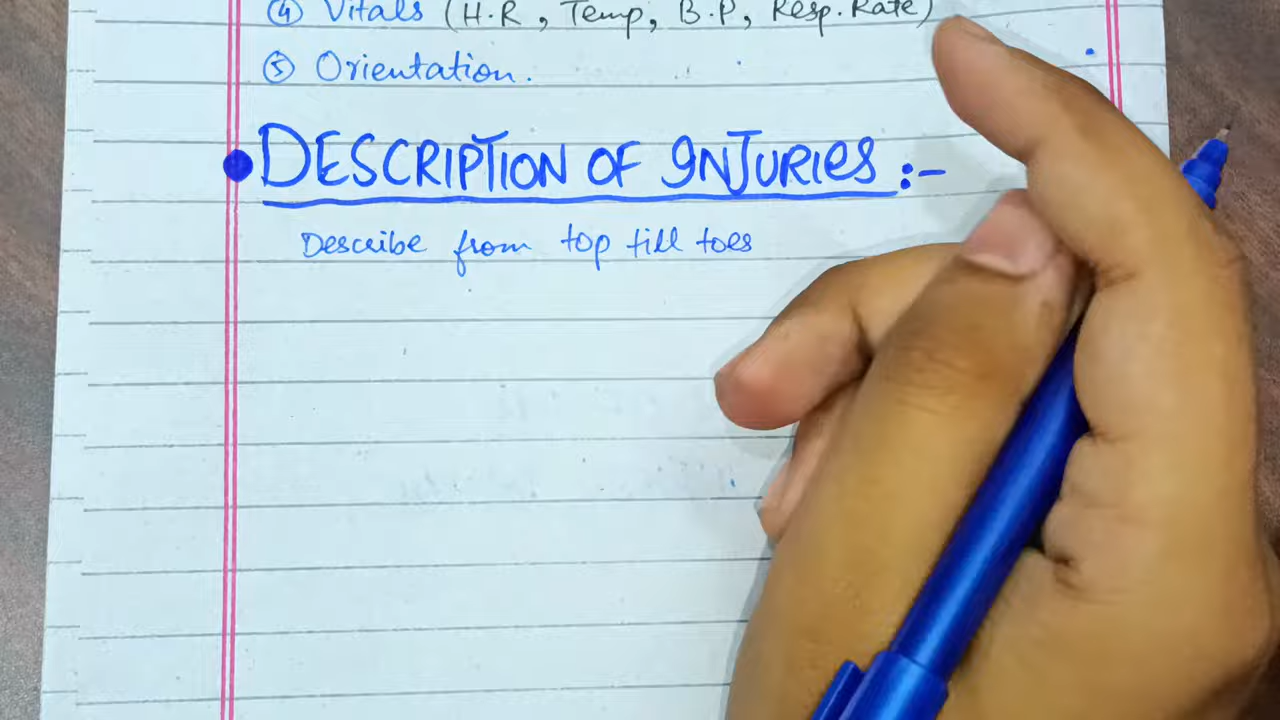 ④ Vitals (H.R, Temp, B.P, Resp. Rate)
⑤ Orientation.
• DESCRIPTION OF INJURIES :-
Describe from top till toes